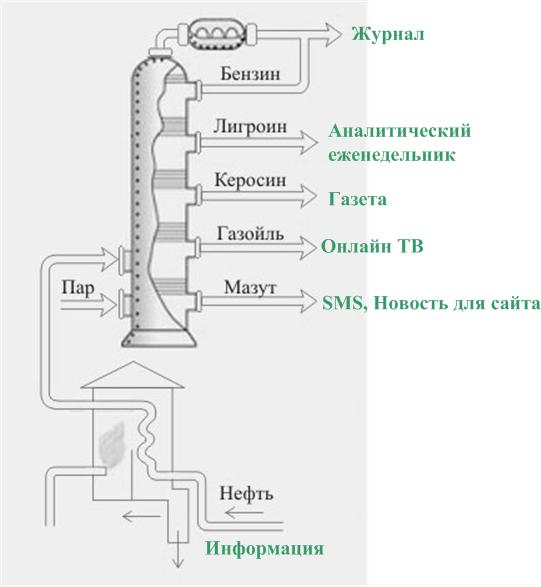 Журнал
Бензин
Лигроин
Аналитический
еженедельник
Керосин
Газета
Газойль
Онлайн ТВ
Пар
Мазут
SMS, Новость для сайта
Нефть
Информация